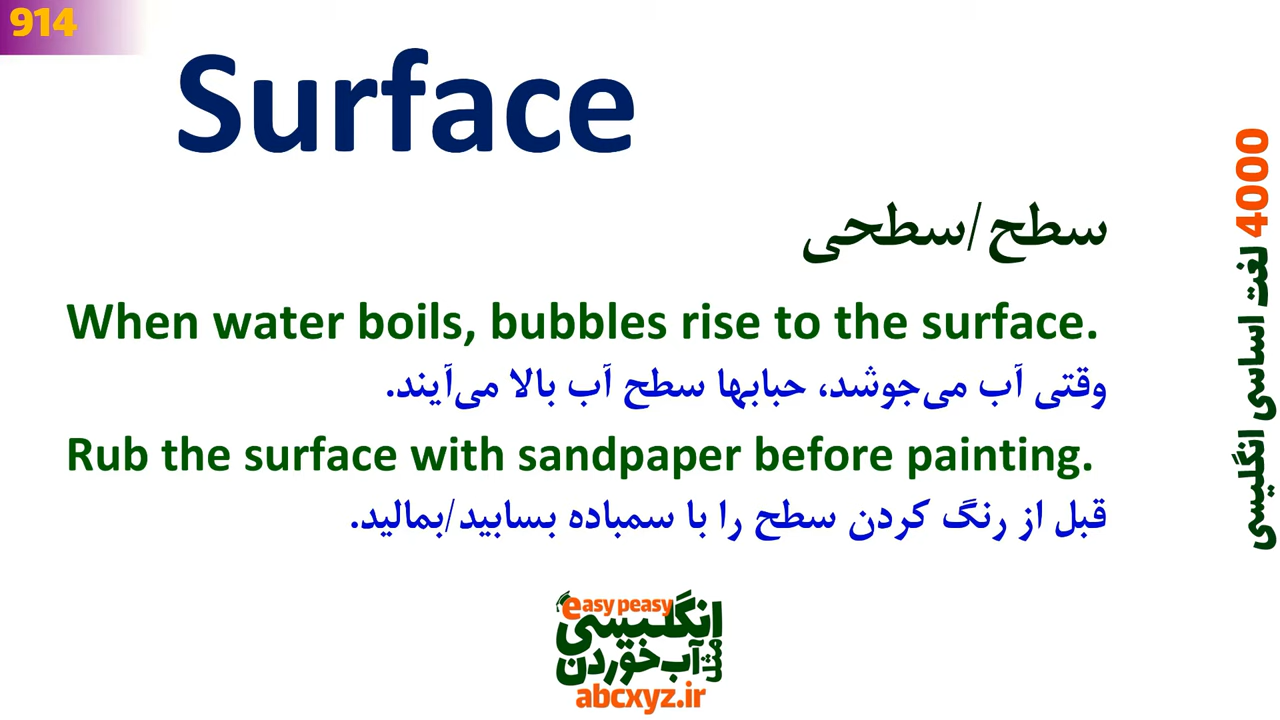 914
Surface
سطح/سطحی
When water boils, bubbles rise to the surface.
وقتی آب می‌جوشد، حبابها سطح آب بالا می‌آیند.
Rub the surface with sandpaper before painting.
قبل از رنگ کردن سطح را با سمباده بسابید/بمالید.
4000 لغت اساسی انگلیسی
easy peasy
انگلیسی
مثل آب خوردن
abcxyz.ir